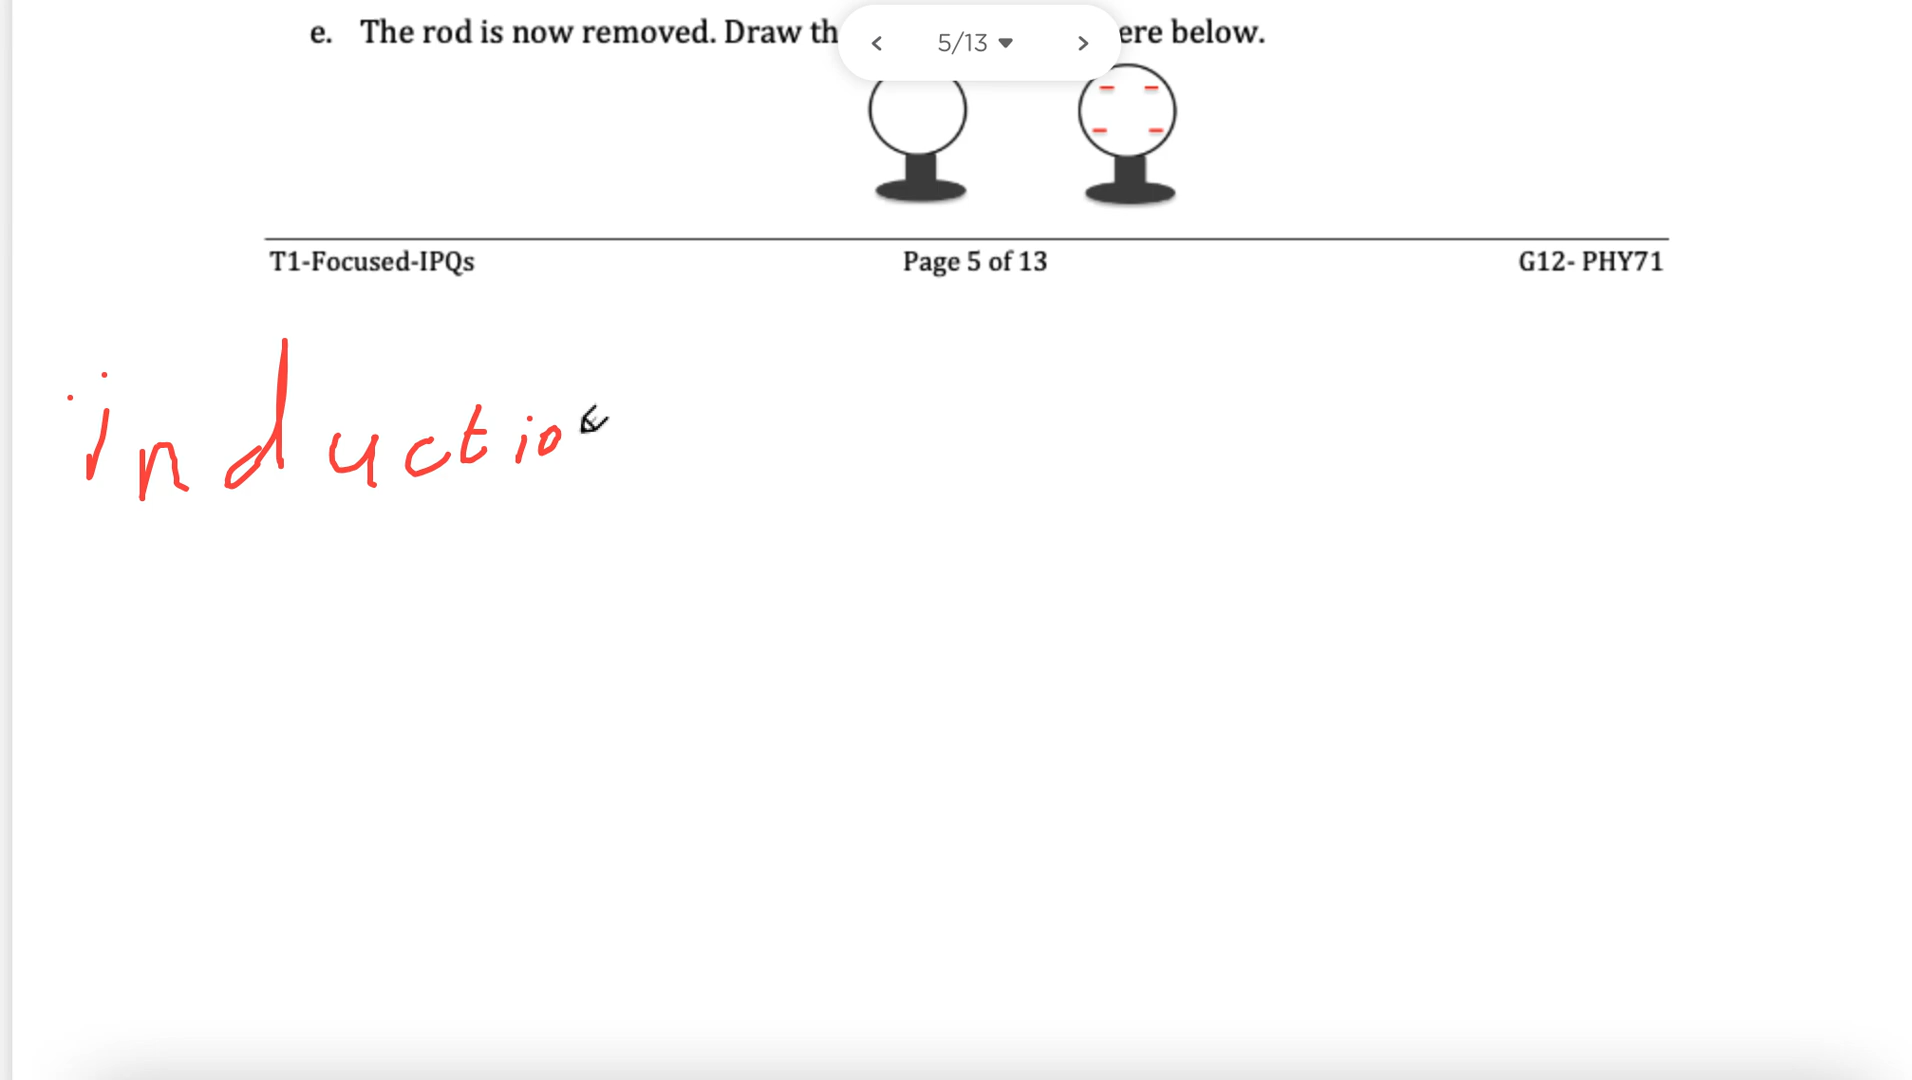 e. The rod is now removed. Draw th
5/13
ere below.
T1-Focused-IPQs
Page 5 of 13
G12- PHY71
inductio